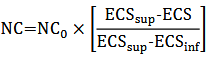 NC=NC₀ × [ (ECS_sup-ECS) / (ECS_sup-ECS_inf) ]